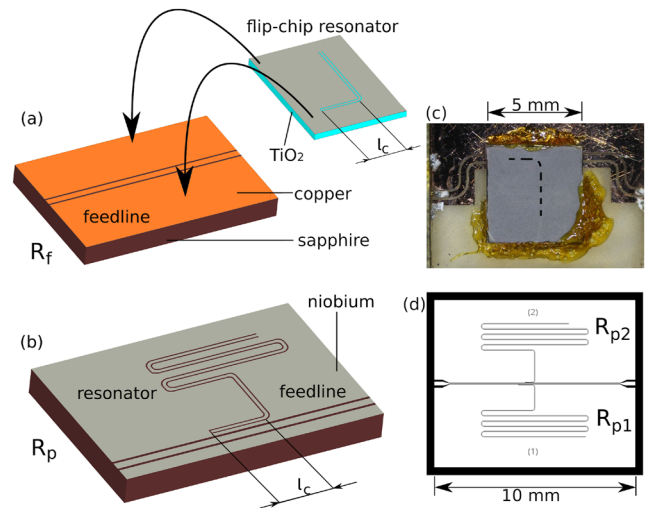 flip-chip resonator
(a)
TiO₂
l_c
copper
feedline
sapphire
R_f
(c)
5 mm
(b)
niobium
resonator
feedline
R_p
l_c
(d)
(2)
R_p2
R_p1
(1)
10 mm